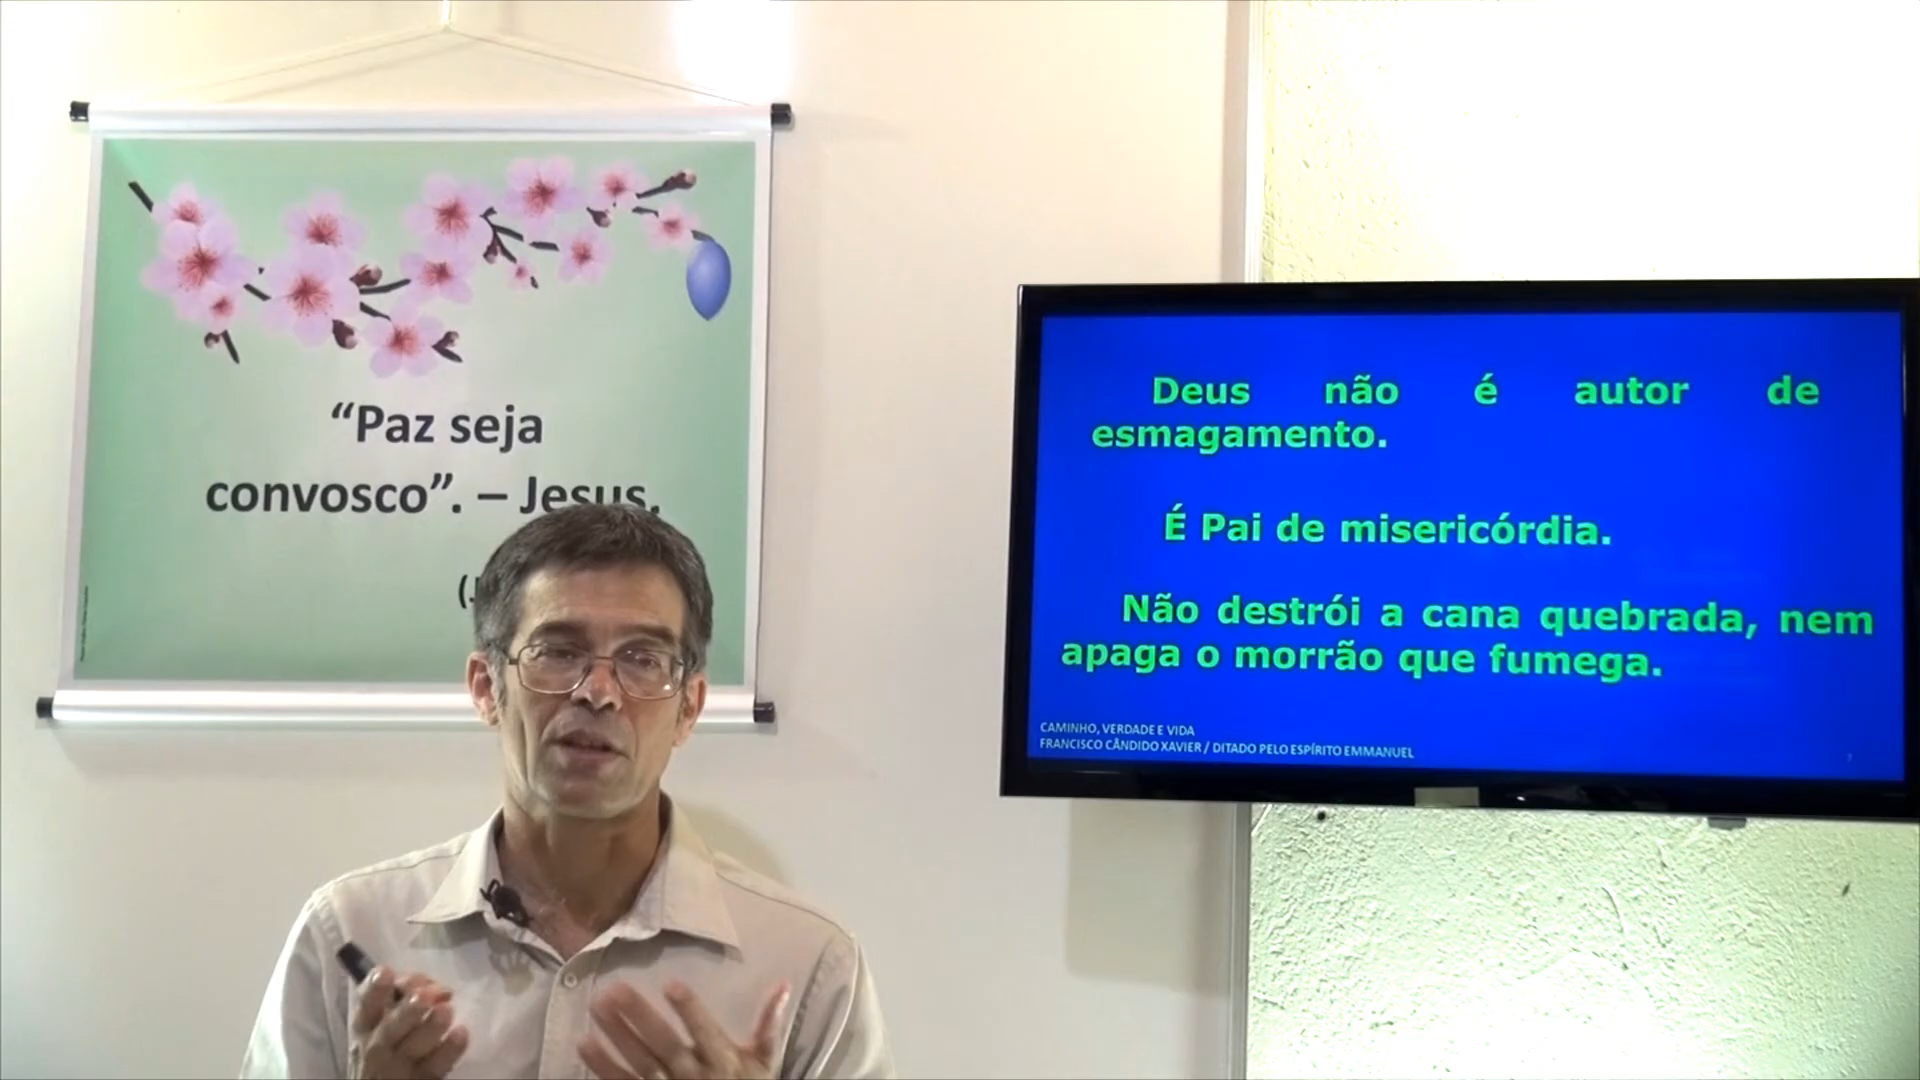 “Paz seja
convosco”. – Jesus.
Deus não é autor de
esmagamento.
É Pai de misericórdia.
Não destrói a cana quebrada, nem
apaga o morrão que fumega.
CAMINHO, VERDADE E VIDA
FRANCISCO CÂNDIDO XAVIER / DITADO PELO ESPÍRITO EMMANUEL